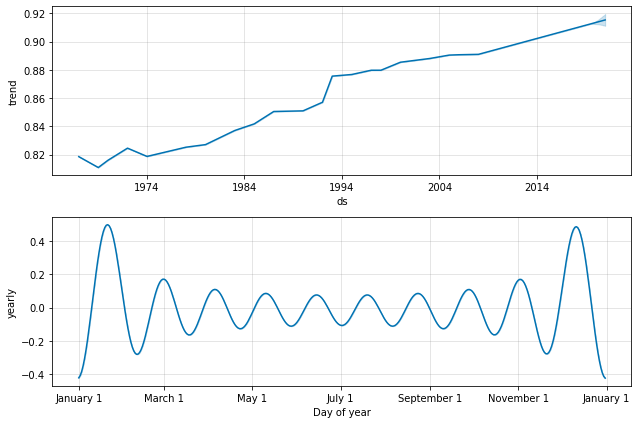 0.92
0.90
0.88
0.86
0.84
0.82
trend
1974 1984 1994 2004 2014
ds
0.4
0.2
0.0
−0.2
−0.4
yearly
January 1 March 1 May 1 July 1 September 1 November 1 January 1
Day of year